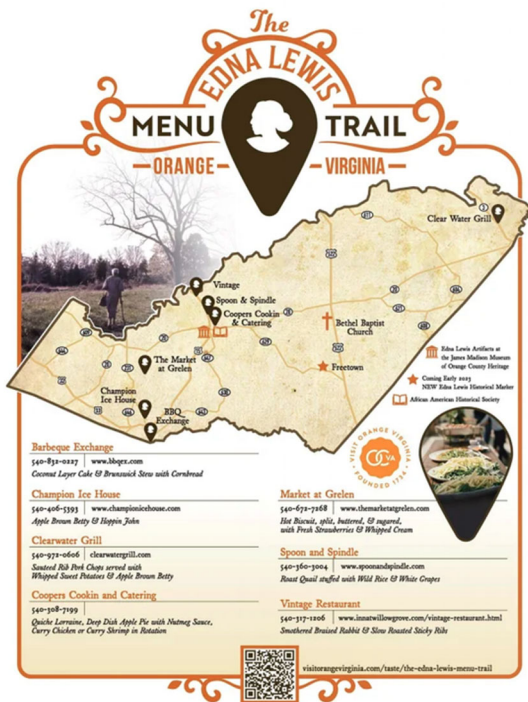 The
EDNA LEWIS
MENU TRAIL
ORANGE VIRGINIA
Clear Water Grill
Vintage
Spoon & Spindle
Coopers Cookin
& Catering
Bethel Baptist
Church
The Market
at Grelen
Freetown
Champion
Ice House
BBQ
Exchange
Edna Lewis Artifacts at
the James Madison Museum
of Orange County Heritage
Coming Early 2023
NEW Edna Lewis Historical Marker
African American Historical Society
VISIT ORANGE VIRGINIA
OCVA
FOUNDED 1734
Barbeque Exchange
540-832-0227 www.bbqex.com
Coconut Layer Cake & Brunswick Stew with Cornbread
Champion Ice House
540-406-5393 www.championicehouse.com
Apple Brown Betty & Hoppin John
Clearwater Grill
540-972-0606 clearwatergrill.com
Sauteed Rib Pork Chops served with
Whipped Sweet Potatoes & Apple Brown Betty
Coopers Cookin and Catering
540-308-7199
Quiche Lorraine, Deep Dish Apple Pie with Nutmeg Sauce,
Curry Chicken or Curry Shrimp in Rotation
Market at Grelen
540-672-7268 www.themarketatgrelen.com
Hot Biscuit, split, buttered, & sugared,
with Fresh Strawberries & Whipped Cream
Spoon and Spindle
540-360-3004 www.spoonandspindle.com
Roast Quail stuffed with Wild Rice & White Grapes
Vintage Restaurant
540-317-1206 www.innatwillowgrove.com/vintage-restaurant.html
Smothered Braised Rabbit & Slow Roasted Sticky Ribs
visitorangevirginia.com/taste/the-edna-lewis-menu-trail